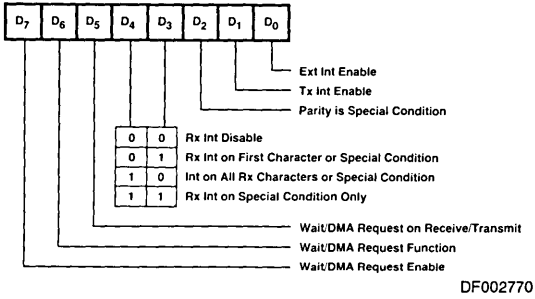 D7 D6 D5 D4 D3 D2 D1 D0
Ext Int Enable
Tx Int Enable
Parity is Special Condition
0 0 Rx Int Disable
0 1 Rx Int on First Character or Special Condition
1 0 Int on All Rx Characters or Special Condition
1 1 Rx Int on Special Condition Only
Wait/DMA Request on Receive/Transmit
Wait/DMA Request Function
Wait/DMA Request Enable
DF002770